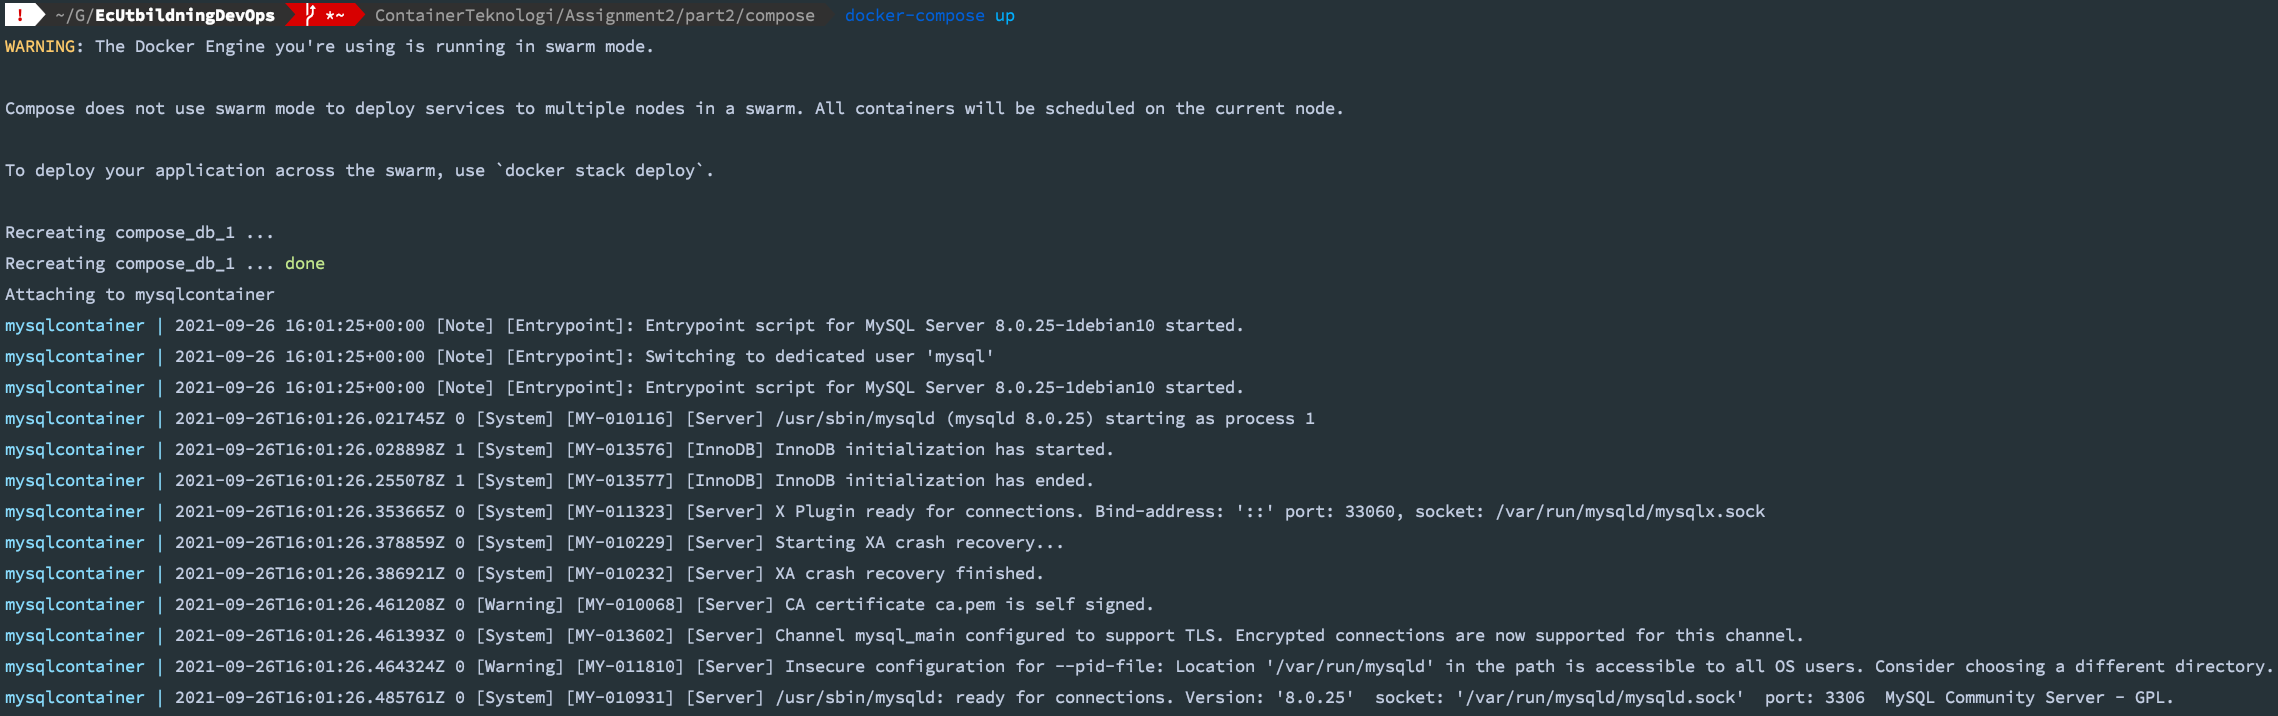 ! ~/G/EcUtbildningDevOps *~ ContainerTeknologi/Assignment2/part2/compose docker-compose up
WARNING: The Docker Engine you're using is running in swarm mode.
Compose does not use swarm mode to deploy services to multiple nodes in a swarm. All containers will be scheduled on the current node.
To deploy your application across the swarm, use `docker stack deploy`.
Recreating compose_db_1 ...
Recreating compose_db_1 ... done
Attaching to mysqlcontainer
mysqlcontainer | 2021-09-26 16:01:25+00:00 [Note] [Entrypoint]: Entrypoint script for MySQL Server 8.0.25-1debian10 started.
mysqlcontainer | 2021-09-26 16:01:25+00:00 [Note] [Entrypoint]: Switching to dedicated user 'mysql'
mysqlcontainer | 2021-09-26 16:01:25+00:00 [Note] [Entrypoint]: Entrypoint script for MySQL Server 8.0.25-1debian10 started.
mysqlcontainer | 2021-09-26T16:01:26.021745Z 0 [System] [MY-010116] [Server] /usr/sbin/mysqld (mysqld 8.0.25) starting as process 1
mysqlcontainer | 2021-09-26T16:01:26.028898Z 1 [System] [MY-013576] [InnoDB] InnoDB initialization has started.
mysqlcontainer | 2021-09-26T16:01:26.255078Z 1 [System] [MY-013577] [InnoDB] InnoDB initialization has ended.
mysqlcontainer | 2021-09-26T16:01:26.353665Z 0 [System] [MY-011323] [Server] X Plugin ready for connections. Bind-address: '::' port: 33060, socket: /var/run/mysqld/mysqlx.sock
mysqlcontainer | 2021-09-26T16:01:26.378859Z 0 [System] [MY-010229] [Server] Starting XA crash recovery...
mysqlcontainer | 2021-09-26T16:01:26.386921Z 0 [System] [MY-010232] [Server] XA crash recovery finished.
mysqlcontainer | 2021-09-26T16:01:26.461208Z 0 [Warning] [MY-010068] [Server] CA certificate ca.pem is self signed.
mysqlcontainer | 2021-09-26T16:01:26.461393Z 0 [System] [MY-013602] [Server] Channel mysql_main configured to support TLS. Encrypted connections are now supported for this channel.
mysqlcontainer | 2021-09-26T16:01:26.464324Z 0 [Warning] [MY-011810] [Server] Insecure configuration for --pid-file: Location '/var/run/mysqld' in the path is accessible to all OS users. Consider choosing a different directory.
mysqlcontainer | 2021-09-26T16:01:26.485761Z 0 [System] [MY-010931] [Server] /usr/sbin/mysqld: ready for connections. Version: '8.0.25'  socket: '/var/run/mysqld/mysqld.sock'  port: 3306  MySQL Community Server - GPL.